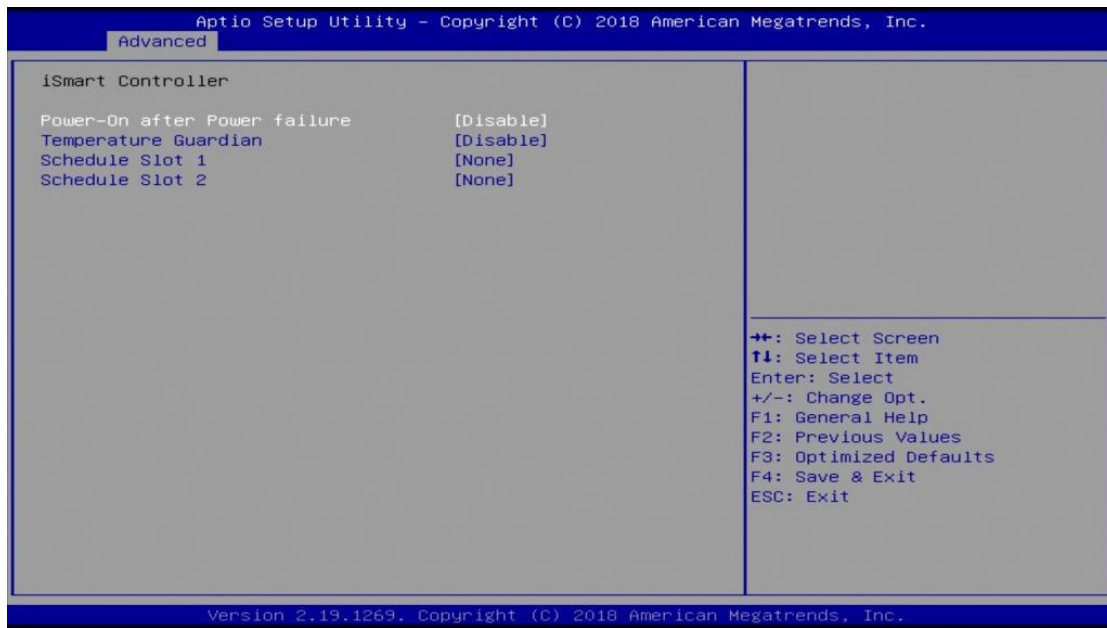 Aptio Setup Utility – Copyright (C) 2018 American Megatrends, Inc.
Advanced
iSmart Controller
Power-On after Power failure [Disable]
Temperature Guardian [Disable]
Schedule Slot 1 [None]
Schedule Slot 2 [None]
→←: Select Screen
↑↓: Select Item
Enter: Select
+/-: Change Opt.
F1: General Help
F2: Previous Values
F3: Optimized Defaults
F4: Save & Exit
ESC: Exit
Version 2.19.1269. Copyright (C) 2018 American Megatrends, Inc.